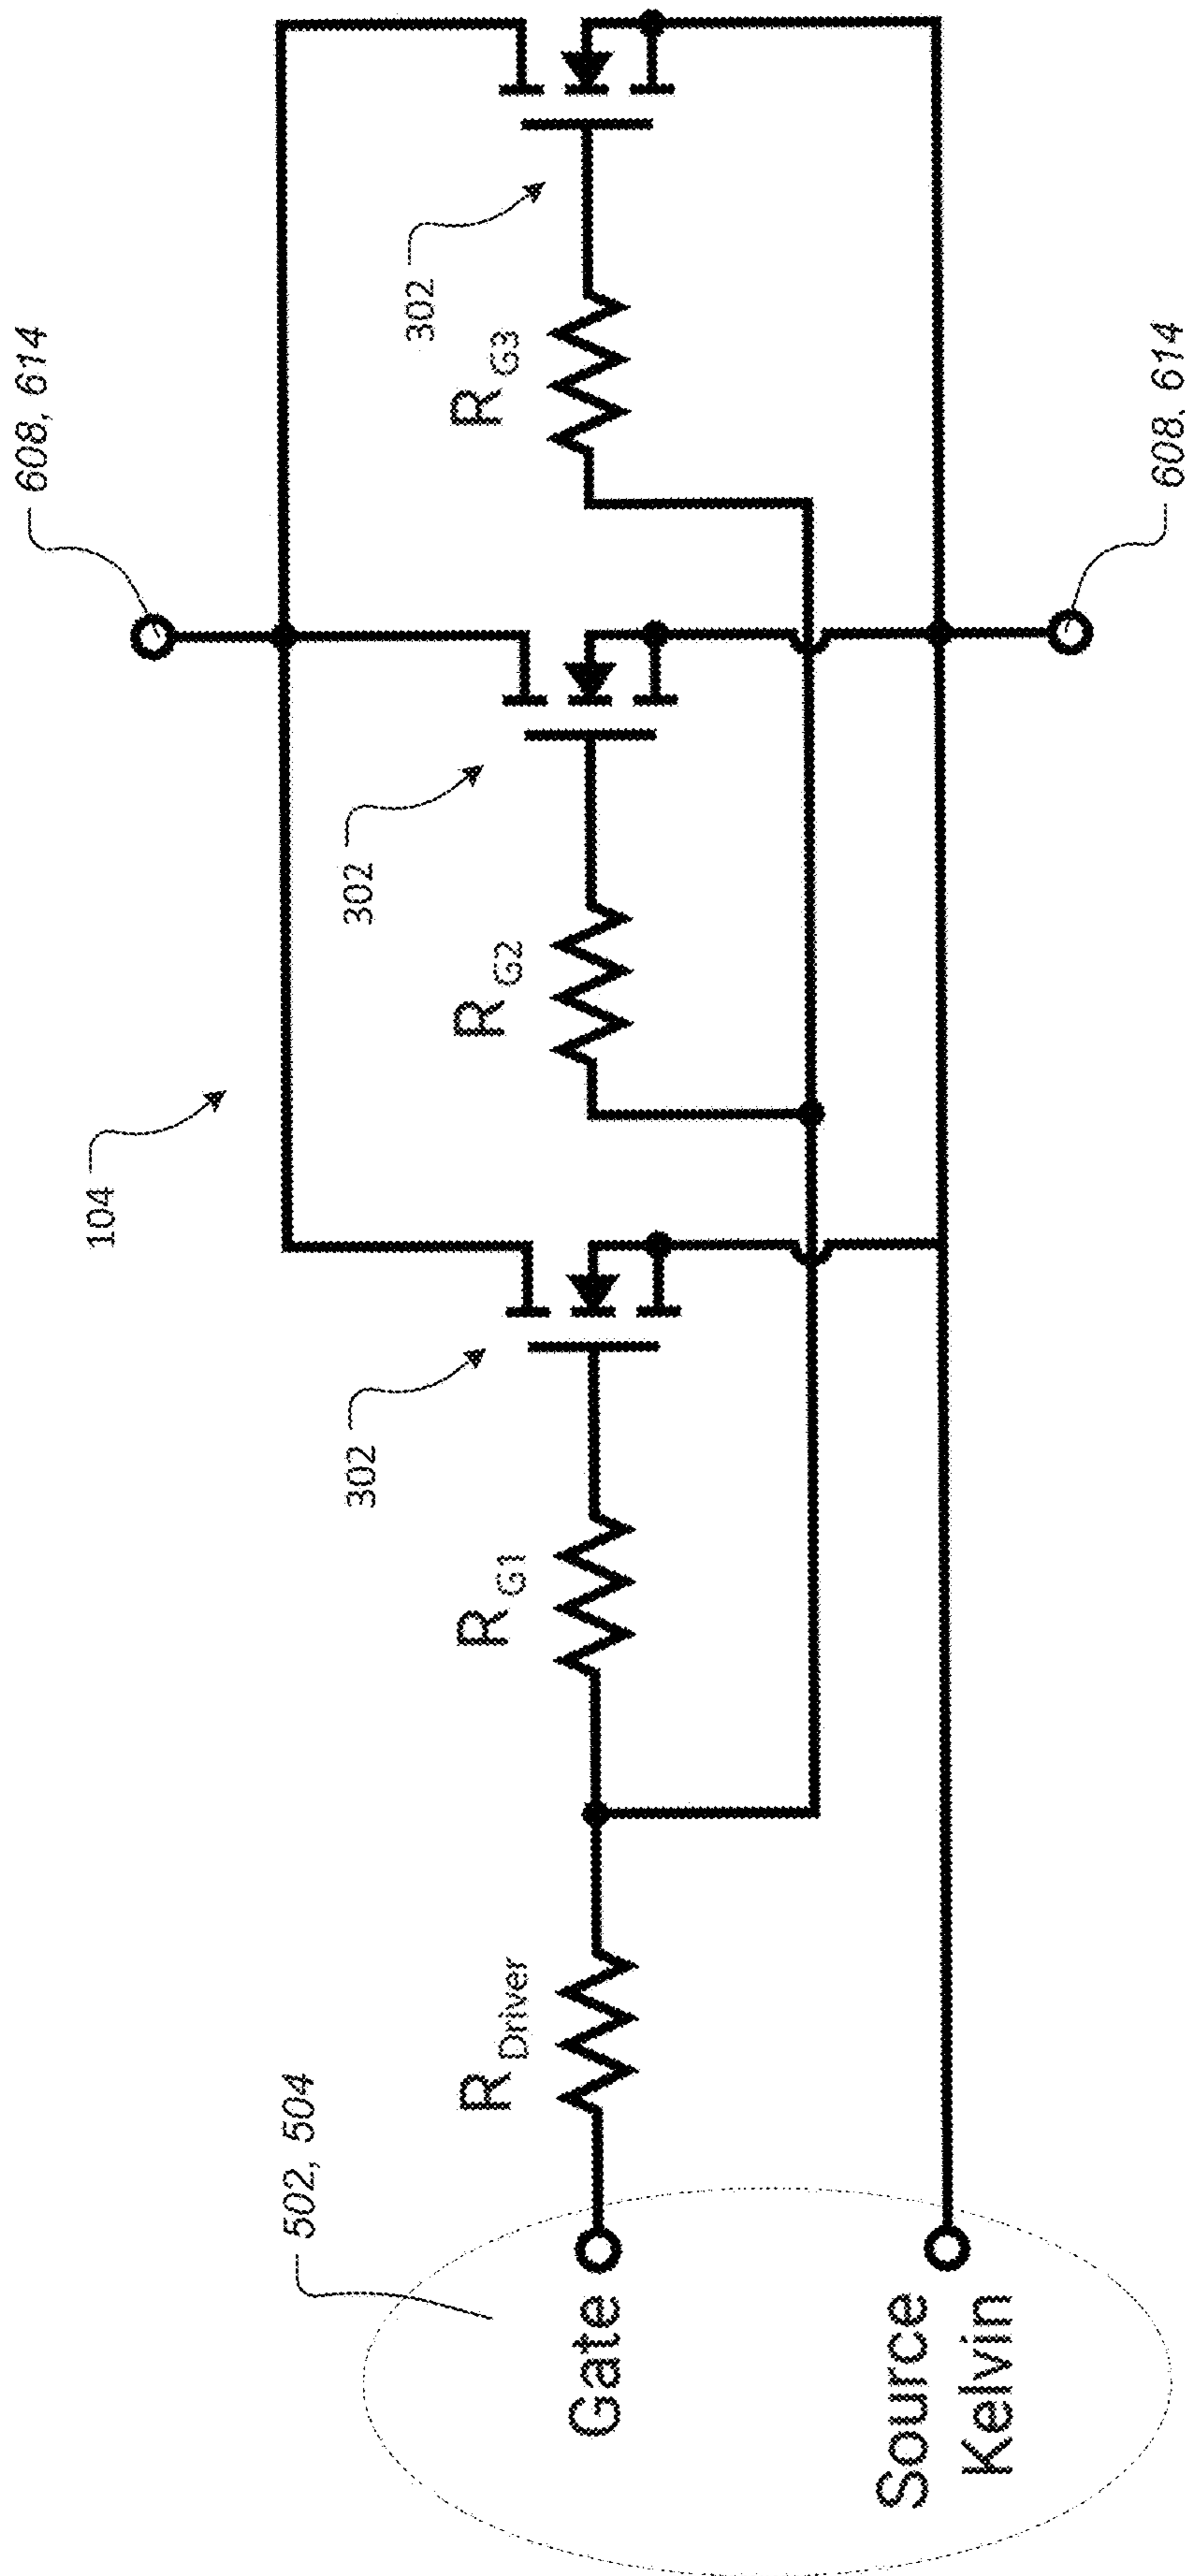 608, 614
104
302
302
302
R G1
R G2
R G3
502, 504
R Driver
Gate
Source
Kelvin
608, 614